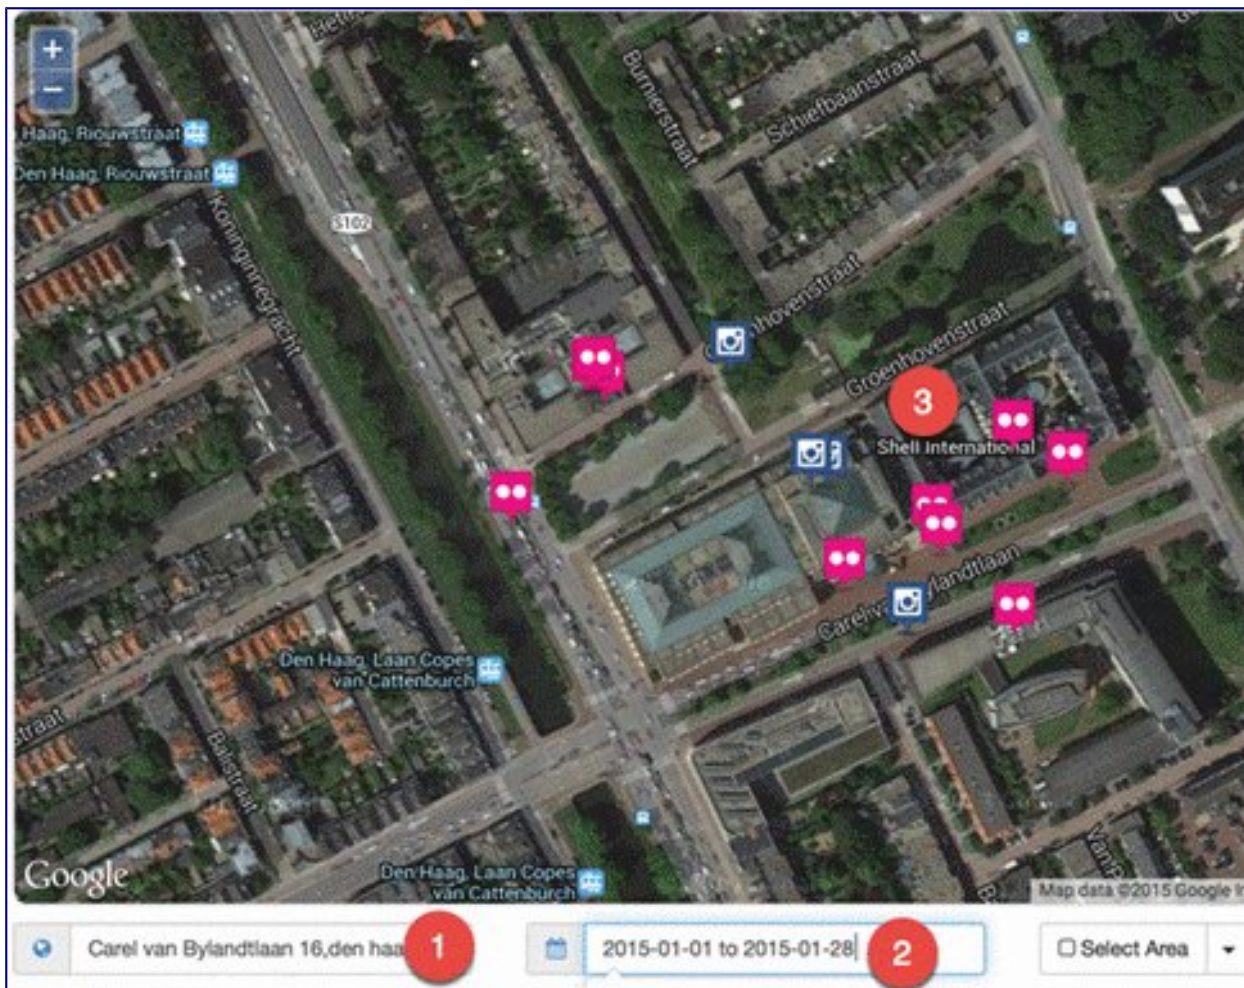 +
Burnierstraat
Schiefbaanstraat
Haag, Riouwstraat
Den Haag, Riouwstraat
S102
Koninginnegracht
Groenhovenstraat
3
Shell International
Carel van Bylandtlaan
Den Haag, Laan Copes
van Cattenburch
straat
Balistraat
Google
Den Haag, Laan Copes
van Cattenburch
Map data ©2015 Google
Carel van Bylandtlaan 16,den haa
1
2015-01-01 to 2015-01-28
2
Select Area